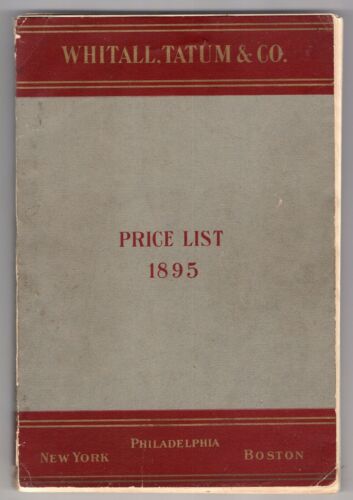 WHITALL, TATUM & CO.
PRICE LIST
1895
PHILADELPHIA
NEW YORK BOSTON